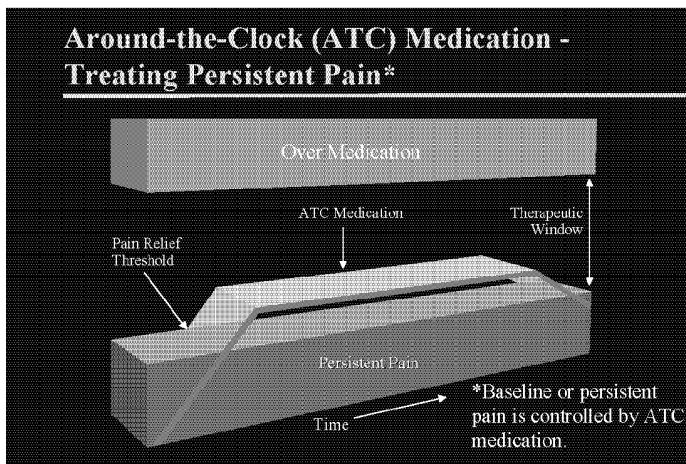 Around-the-Clock (ATC) Medication -
Treating Persistent Pain*
Over Medication
ATC Medication
Therapeutic
Window
Pain Relief
Threshold
Persistent Pain
Time
*Baseline or persistent
pain is controlled by ATC
medication.